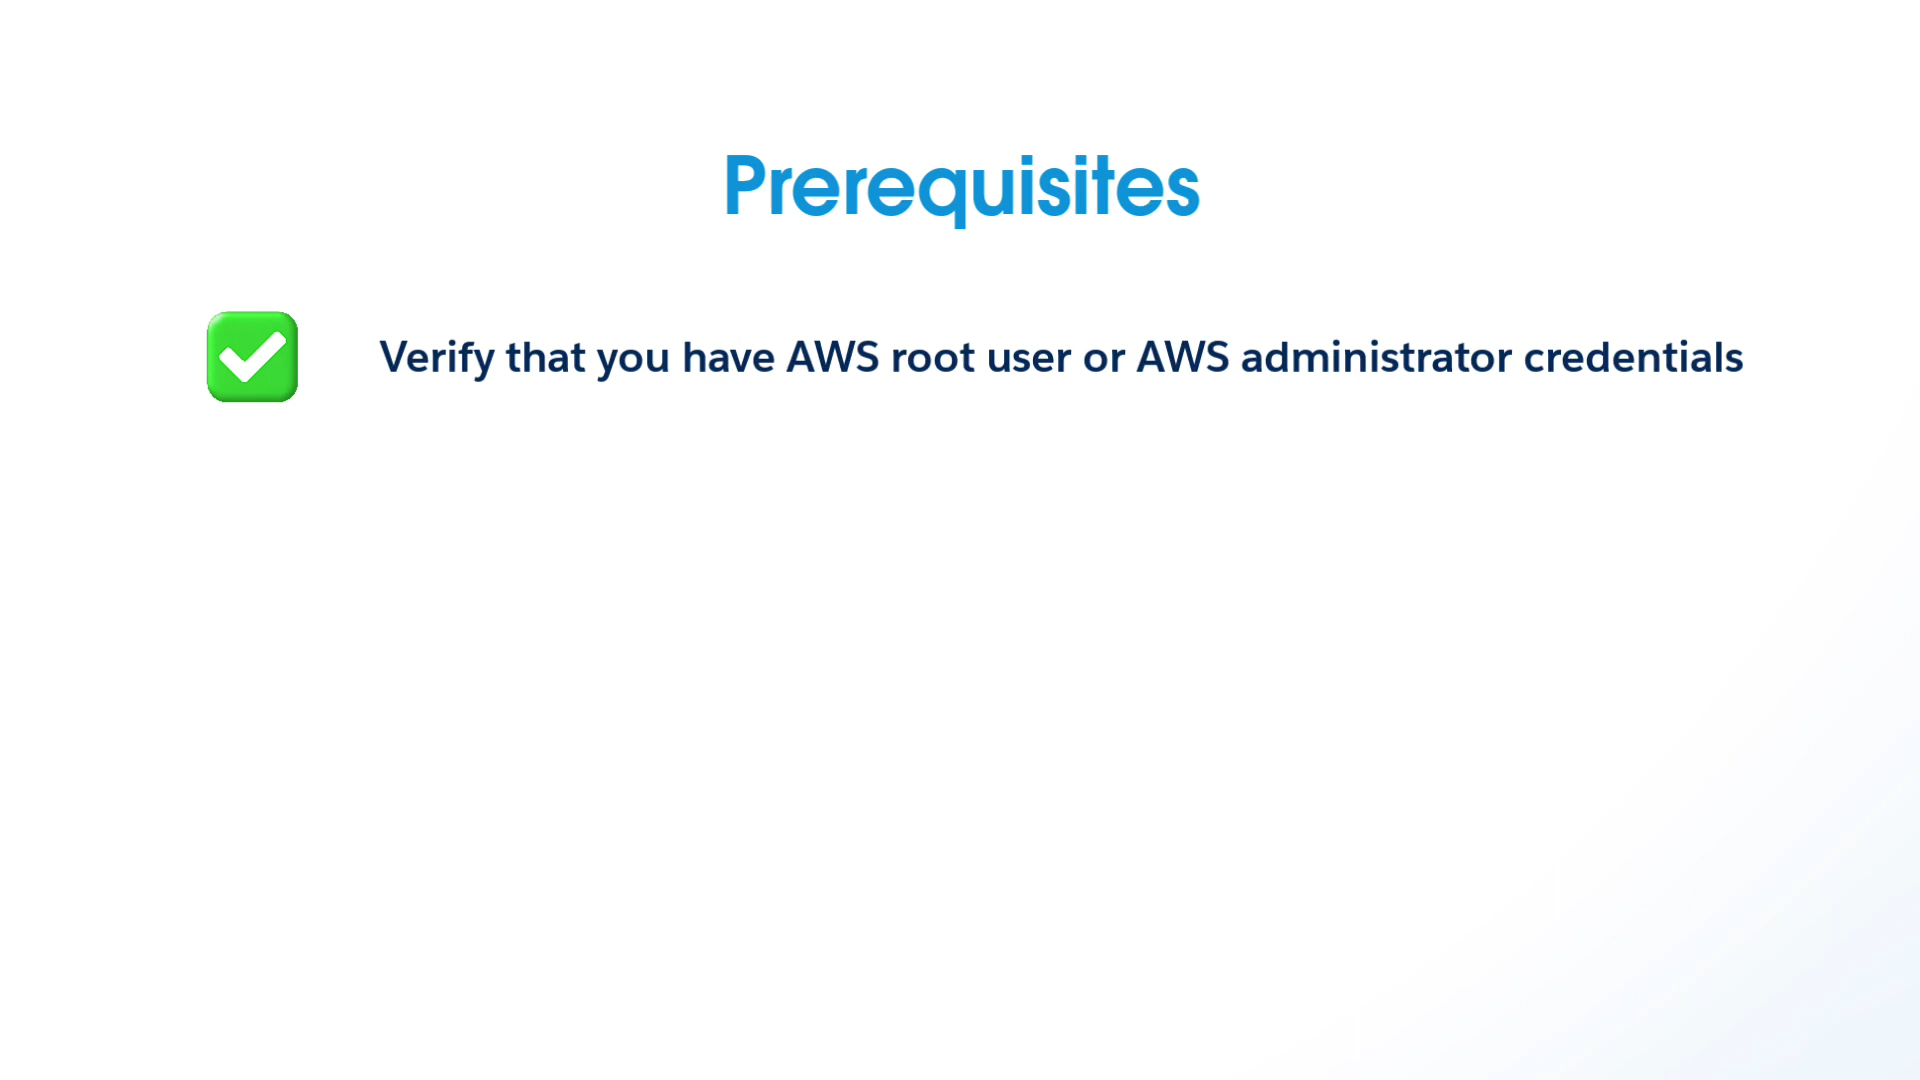 Prerequisites
Verify that you have AWS root user or AWS administrator credentials